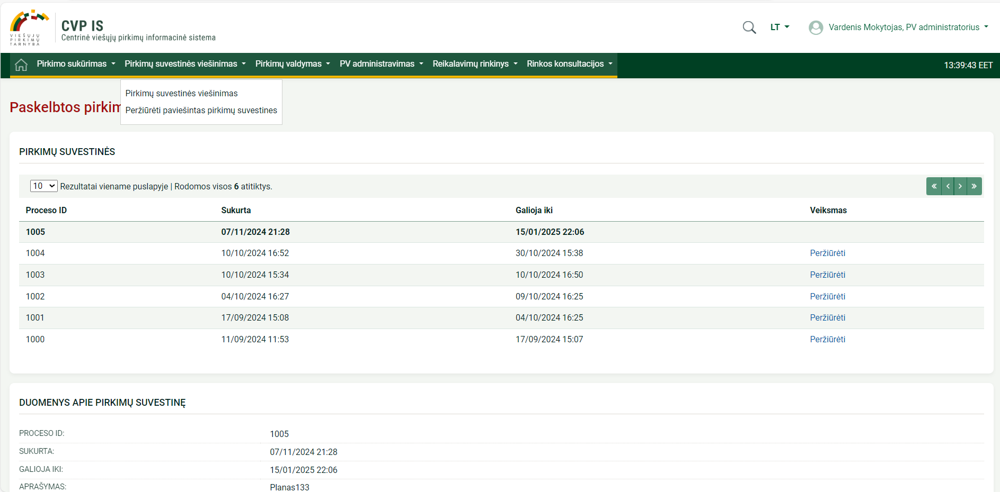 VIEŠŲJŲ
PIRKIMŲ
TARNYBA
CVP IS
Centrinė viešųjų pirkimų informacinė sistema
LT
Vardenis Mokytojas, PV administratorius
Pirkimo sukūrimas
Pirkimų suvestinės viešinimas
Pirkimų valdymas
PV administravimas
Reikalavimų rinkinys
Rinkos konsultacijos
13:39:43 EET
Pirkimų suvestinės viešinimas
Peržiūrėti paviešintas pirkimų suvestines
Paskelbtos pirkim
PIRKIMŲ SUVESTINĖS
10 Rezultatai viename puslapyje | Rodomos visos 6 atitiktys.
« ‹ › »
Proceso ID Sukurta Galioja iki Veiksmas
1005 07/11/2024 21:28 15/01/2025 22:06
1004 10/10/2024 16:52 30/10/2024 15:38 Peržiūrėti
1003 10/10/2024 15:34 10/10/2024 16:50 Peržiūrėti
1002 04/10/2024 16:27 09/10/2024 16:25 Peržiūrėti
1001 17/09/2024 15:08 04/10/2024 16:25 Peržiūrėti
1000 11/09/2024 11:53 17/09/2024 15:07 Peržiūrėti
DUOMENYS APIE PIRKIMŲ SUVESTINĘ
PROCESO ID: 1005
SUKURTA: 07/11/2024 21:28
GALIOJA IKI: 15/01/2025 22:06
APRAŠYMAS: Planas133